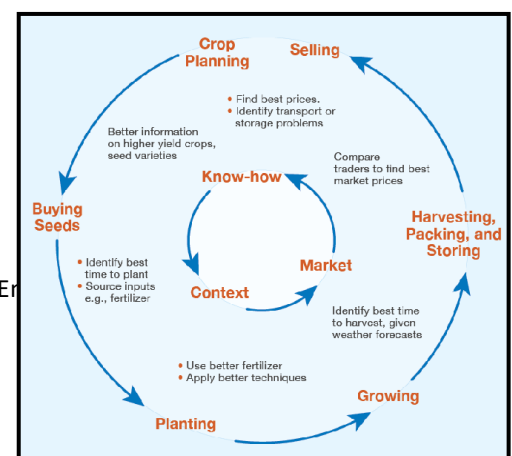 Crop
Planning
Selling
• Find best prices.
• Identify transport or
storage problems
Better information
on higher yield crops,
seed varieties
Compare
traders to find best
market prices
Know-how
Buying
Seeds
Harvesting,
Packing, and
Storing
• Identify best
time to plant
• Source inputs
e.g., fertilizer
Market
Context
Er
Identify best time
to harvest, given
weather forecasts
• Use better fertilizer
• Apply better techniques
Growing
Planting